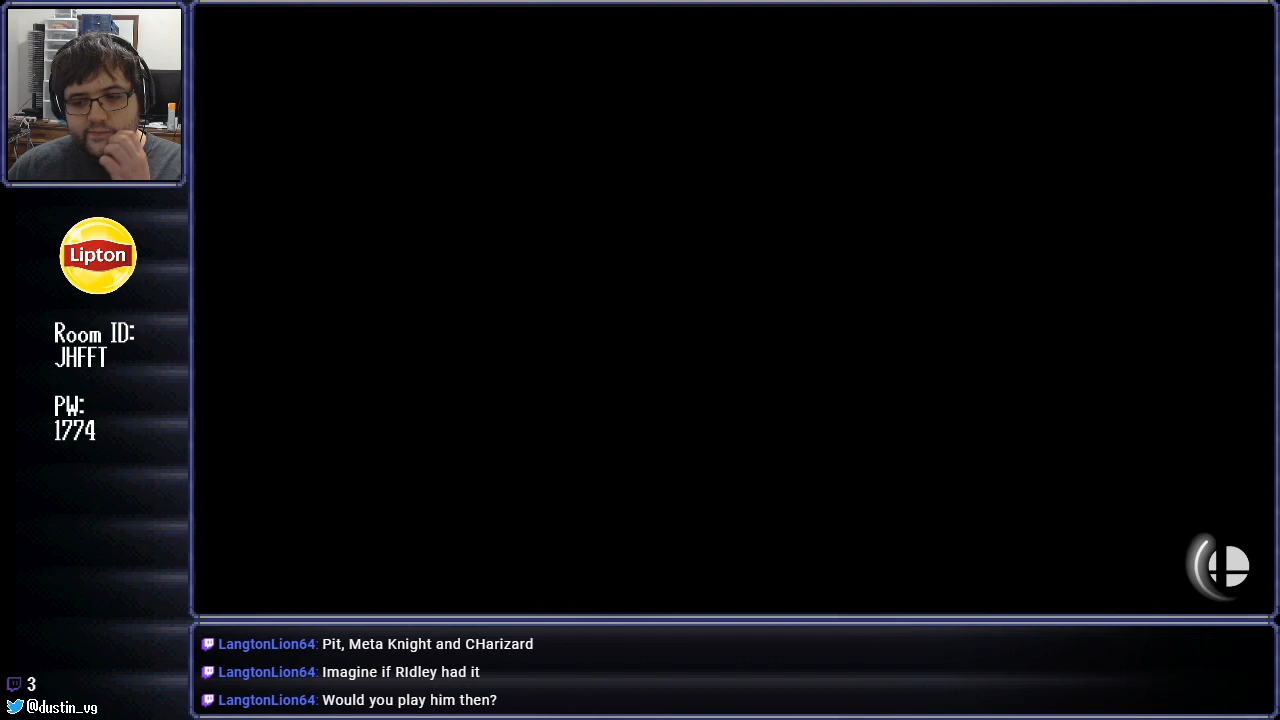 Lipton
Room ID:
JHFFT
PW:
1774
LangtonLion64: Pit, Meta Knight and CHarizard
LangtonLion64: Imagine if RIdley had it
LangtonLion64: Would you play him then?
3
@dustin_vg